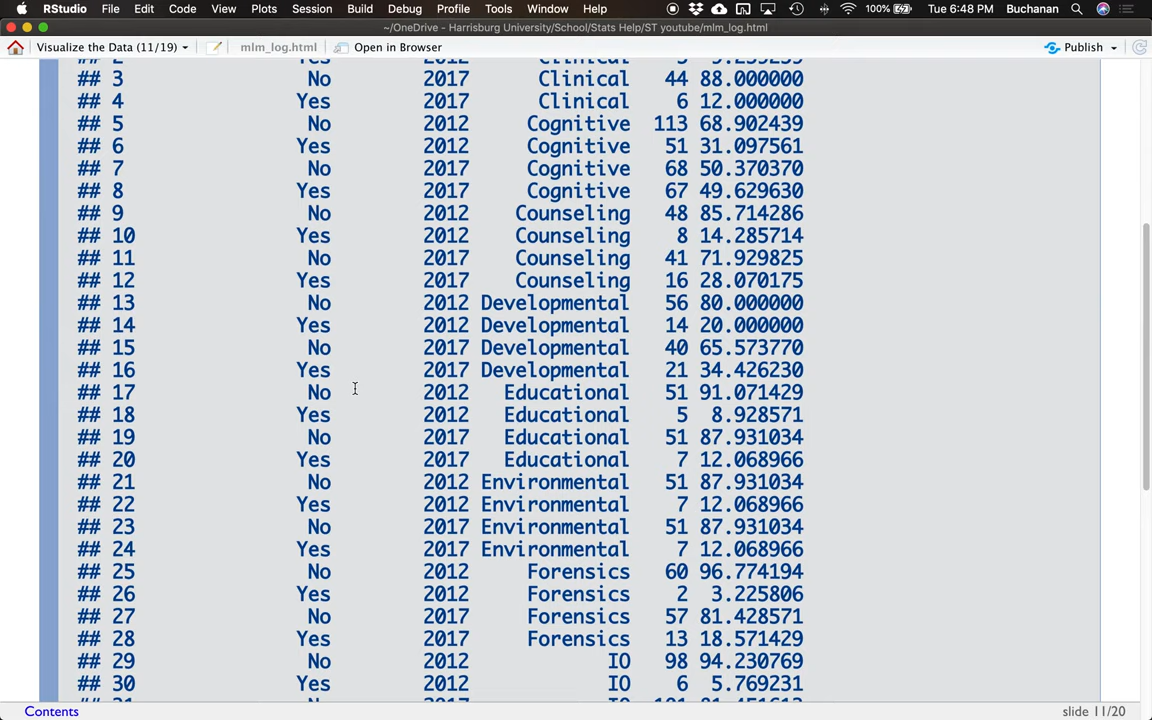 RStudio File Edit Code View Plots Session Build Debug Profile Tools Window Help 100% Tue 6:48 PM Buchanan
~/OneDrive - Harrisburg University/School/Stats Help/ST youtube/mlm_log.html
Visualize the Data (11/19) mlm_log.html Open in Browser Publish
## 2 Yes 2012 Clinical
## 3 No 2017 Clinical 44 88.000000
## 4 Yes 2017 Clinical 6 12.000000
## 5 No 2012 Cognitive 113 68.902439
## 6 Yes 2012 Cognitive 51 31.097561
## 7 No 2017 Cognitive 68 50.370370
## 8 Yes 2017 Cognitive 67 49.629630
## 9 No 2012 Counseling 48 85.714286
## 10 Yes 2012 Counseling 8 14.285714
## 11 No 2017 Counseling 41 71.929825
## 12 Yes 2017 Counseling 16 28.070175
## 13 No 2012 Developmental 56 80.000000
## 14 Yes 2012 Developmental 14 20.000000
## 15 No 2017 Developmental 40 65.573770
## 16 Yes 2017 Developmental 21 34.426230
## 17 No 2012 Educational 51 91.071429
## 18 Yes 2012 Educational 5 8.928571
## 19 No 2017 Educational 51 87.931034
## 20 Yes 2017 Educational 7 12.068966
## 21 No 2012 Environmental 51 87.931034
## 22 Yes 2012 Environmental 7 12.068966
## 23 No 2017 Environmental 51 87.931034
## 24 Yes 2017 Environmental 7 12.068966
## 25 No 2012 Forensics 60 96.774194
## 26 Yes 2012 Forensics 2 3.225806
## 27 No 2017 Forensics 57 81.428571
## 28 Yes 2017 Forensics 13 18.571429
## 29 No 2012 IO 98 94.230769
## 30 Yes 2012 IO 6 5.769231
Contents slide 11/20